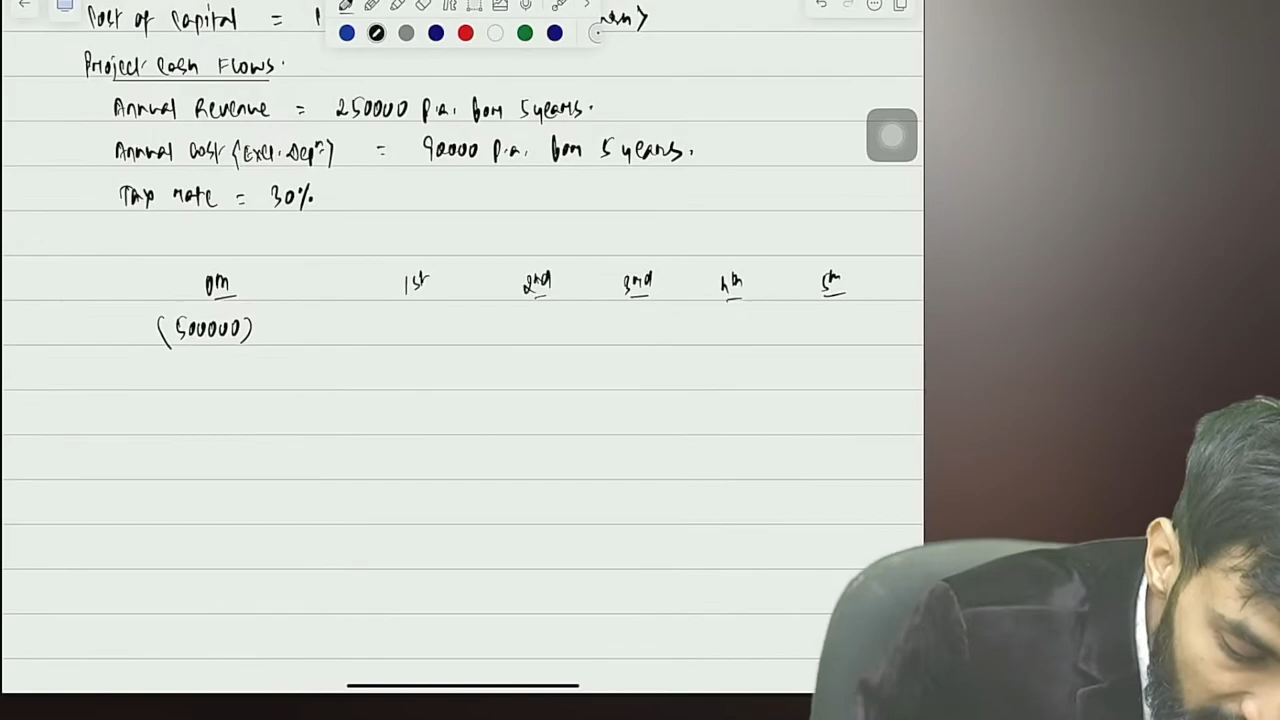 Cost of Capital =
Project Cash Flows.
Annual Revenue = 250000 P.a. for 5 years.
Annual Cost {Excl. Depn} = 90000 P.a. for 5 years.
Tax rate = 30%
0th 1st 2nd 3rd 4th 5th
(500000)